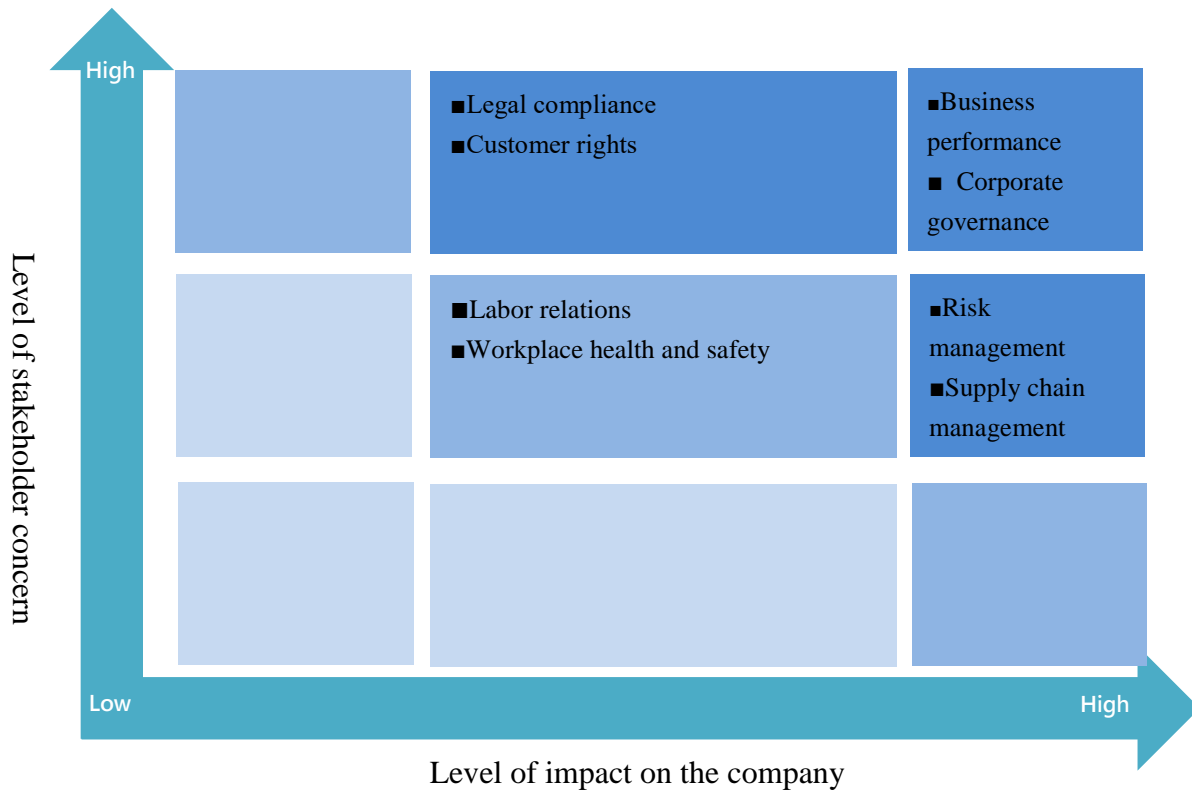 High
■Legal compliance
■Customer rights
■Business
performance
■ Corporate
governance
Level of stakeholder concern
■Labor relations
■Workplace health and safety
■Risk
management
■Supply chain
management
Low
High
Level of impact on the company